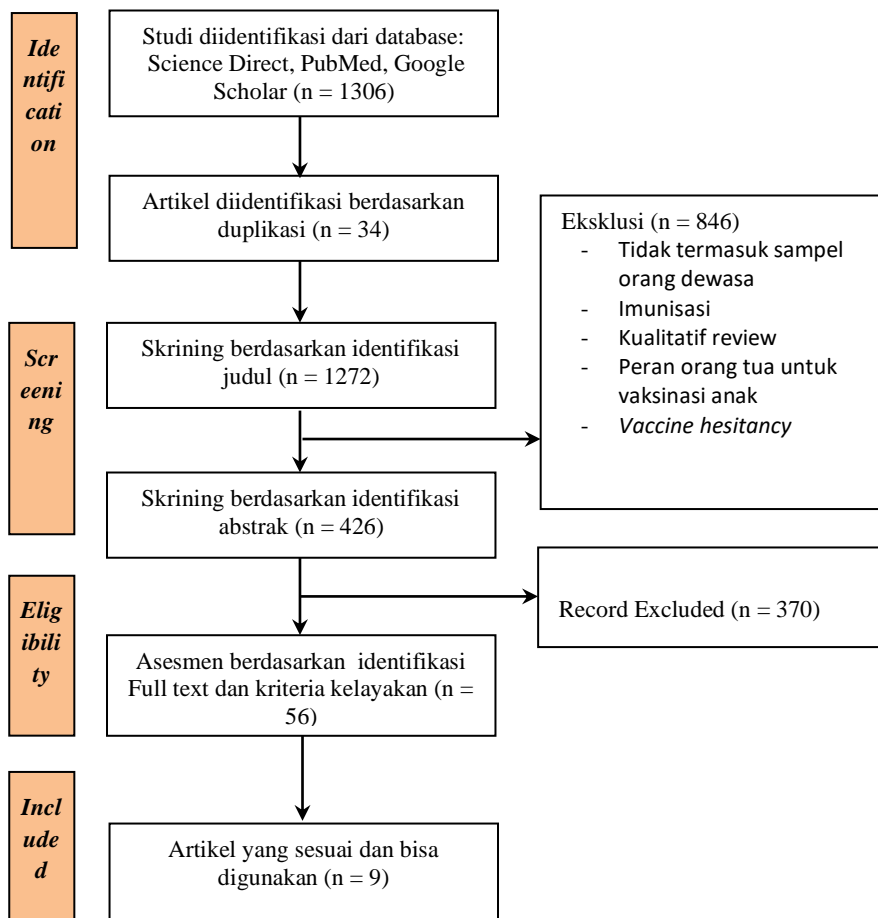 Ide
ntifi
cati
on
Studi diidentifikasi dari database:
Science Direct, PubMed, Google
Scholar (n = 1306)
Artikel diidentifikasi berdasarkan
duplikasi (n = 34)
Eksklusi (n = 846)
- Tidak termasuk sampel
orang dewasa
- Imunisasi
- Kualitatif review
- Peran orang tua untuk
vaksinasi anak
- Vaccine hesitancy
Scr
eeni
ng
Skrining berdasarkan identifikasi
judul (n = 1272)
Skrining berdasarkan identifikasi
abstrak (n = 426)
Record Excluded (n = 370)
Elig
ibili
ty
Asesmen berdasarkan identifikasi
Full text dan kriteria kelayakan (n =
56)
Incl
ude
d
Artikel yang sesuai dan bisa
digunakan (n = 9)